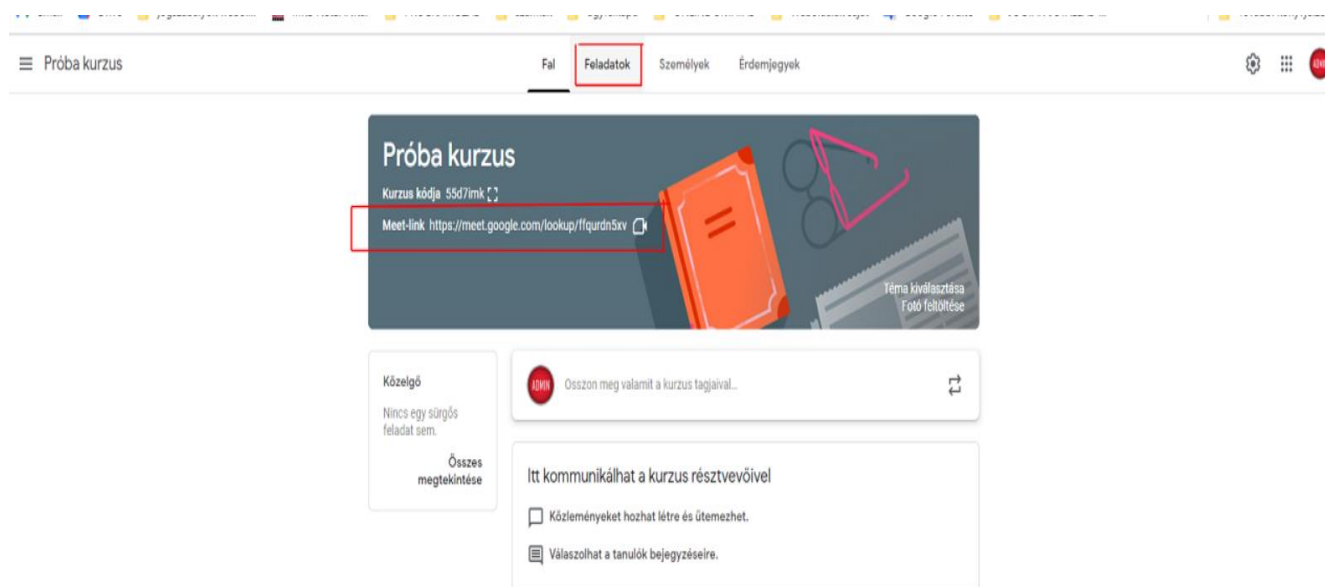 Próba kurzus
Fal Feladatok Személyek Érdemjegyek
ADMIN
Próba kurzus
Kurzus kódja 55d7imk
Meet-link https://meet.google.com/lookup/ffqurdn5xv
Téma kiválasztása
Fotó feltöltése
Közelgő
Nincs egy sürgős
feladat sem.
Összes
megtekintése
ADMIN Osszon meg valamit a kurzus tagjaival...
Itt kommunikálhat a kurzus résztvevőivel
Közleményeket hozhat létre és ütemezhet.
Válaszolhat a tanulók bejegyzéseire.